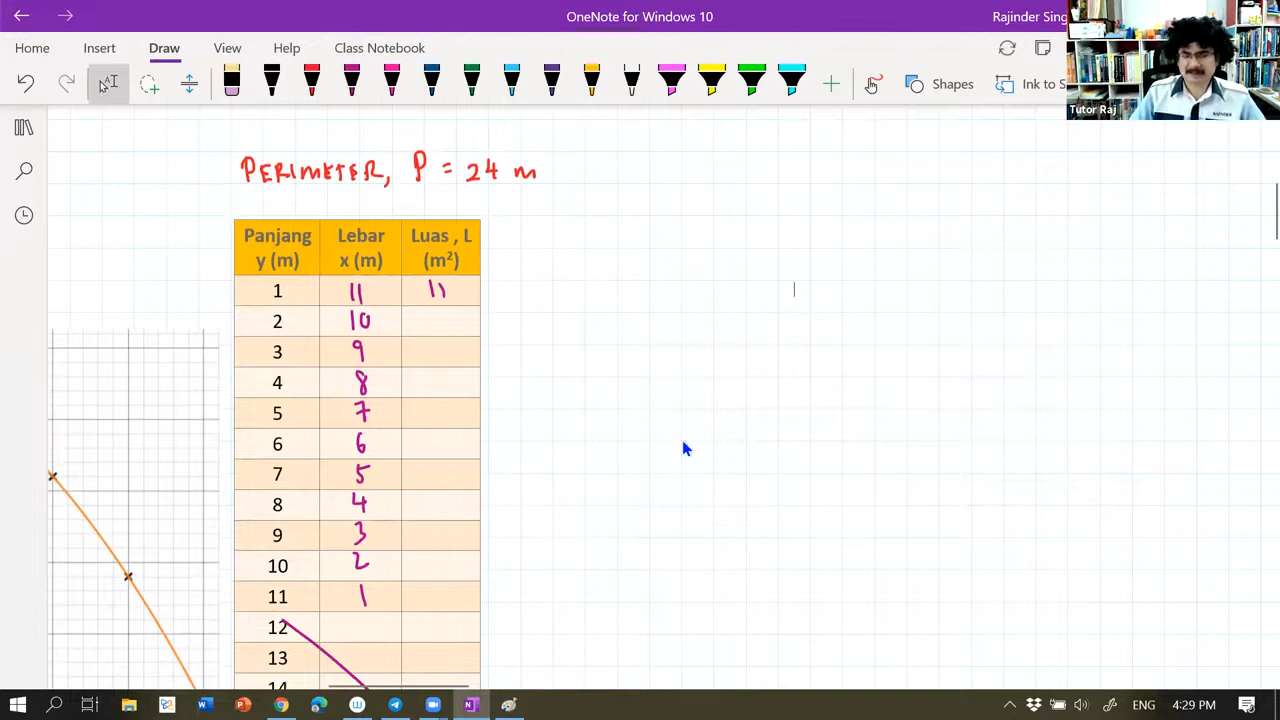 OneNote for Windows 10
Rajinder Sing
Home Insert Draw View Help Class Notebook
Shapes
Ink to S
Tutor Raj
PERIMETER, P = 24 m
Panjang y (m) Lebar x (m) Luas , L (m²)
1 11 11
2 10
3 9
4 8
5 7
6 6
7 5
8 4
9 3
10 2
11 1
12
13
14
ENG 4:29 PM